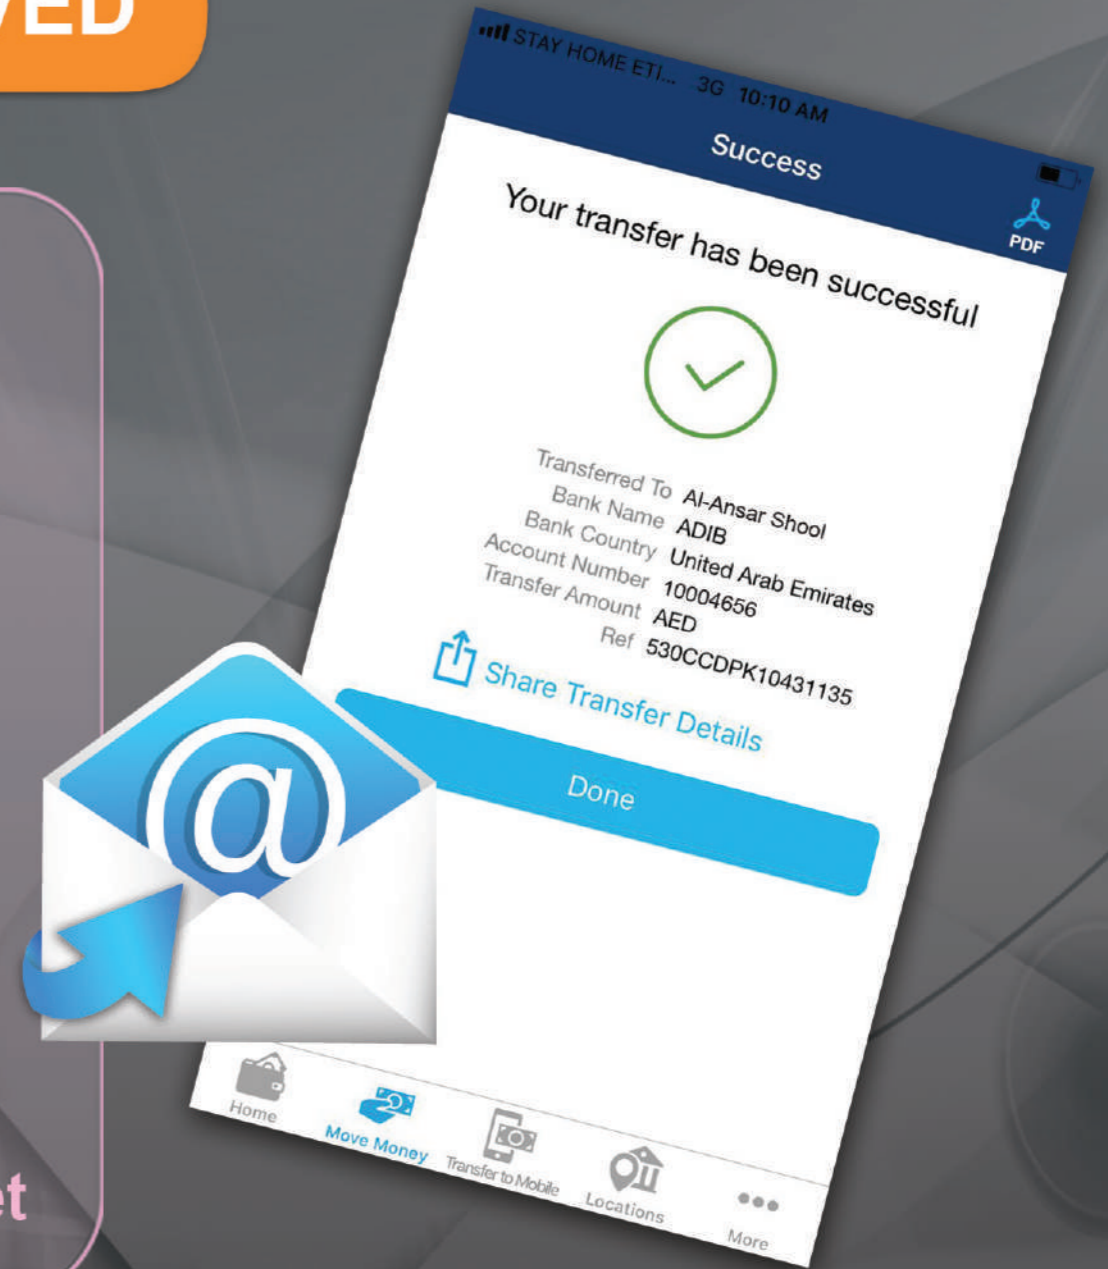 VED
STAY HOME ETI... 3G 10:10 AM
Success
PDF
Your transfer has been successful
Transferred To Al-Ansar Shool
Bank Name ADIB
Bank Country United Arab Emirates
Account Number 10004656
Transfer Amount AED
Ref 530CCDPK10431135
Share Transfer Details
Done
@
Home
Move Money
Transfer to Mobile
Locations
More
et